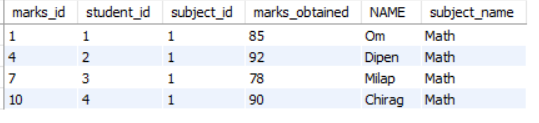 marks_id student_id subject_id marks_obtained NAME subject_name
1 1 1 85 Om Math
4 2 1 92 Dipen Math
7 3 1 78 Milap Math
10 4 1 90 Chirag Math